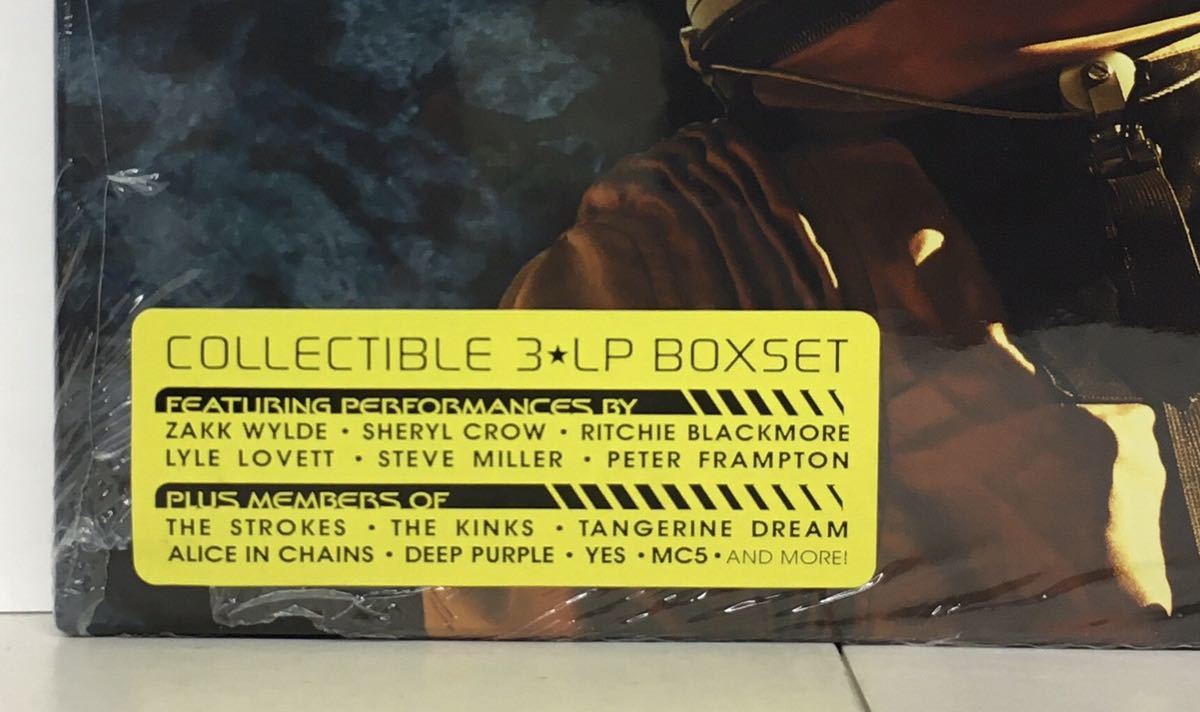 COLLECTIBLE 3★LP BOXSET
FEATURING PERFORMANCES BY
ZAKK WYLDE • SHERYL CROW • RITCHIE BLACKMORE
LYLE LOVETT • STEVE MILLER • PETER FRAMPTON
PLUS MEMBERS OF
THE STROKES • THE KINKS • TANGERINE DREAM
ALICE IN CHAINS • DEEP PURPLE • YES • MC5 • AND MORE!